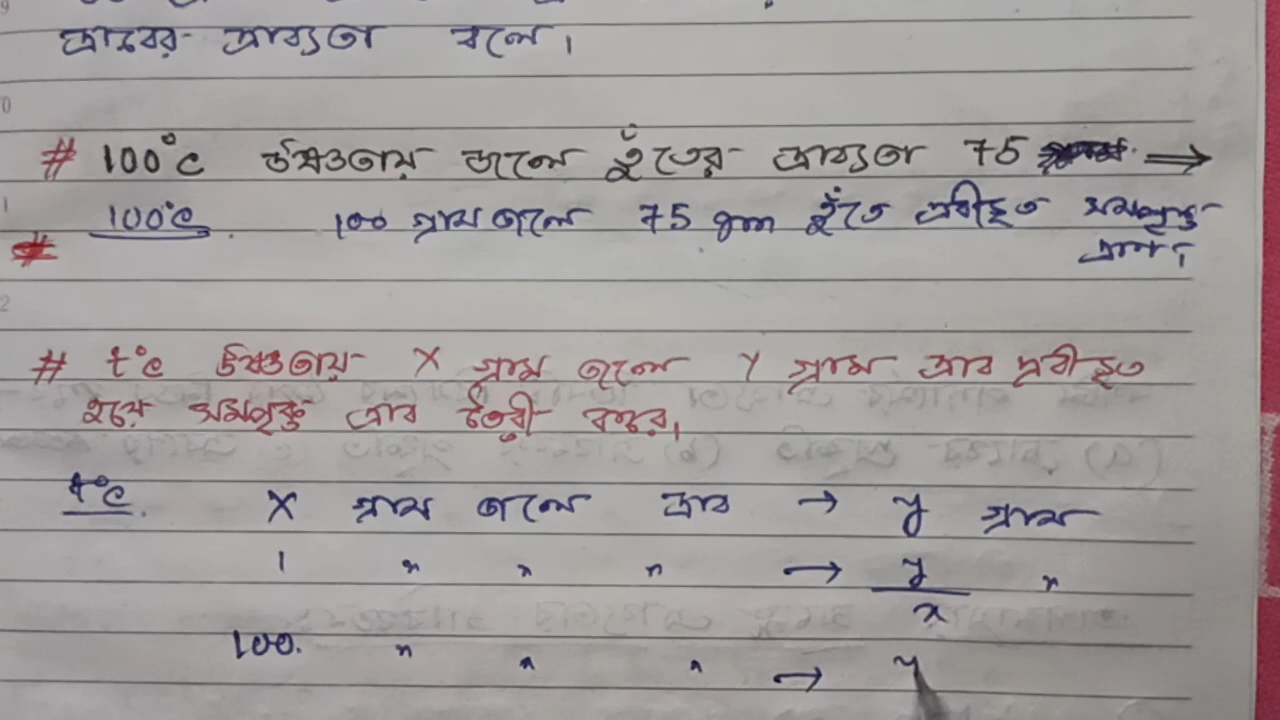 দ্রাবের দ্রাব্যতা বলে।
# 100°C উষ্ণতায় জলে তুঁতের দ্রাব্যতা 75 →
100°C. 100 গ্রাম জলে 75 gm তুঁতে দ্রবীভূত সম্পৃক্ত
দ্রবণ।
# t°C উষ্ণতায় X গ্রাম জলে Y গ্রাম দ্রাব দ্রবীভূত
হয়ে সম্পৃক্ত দ্রাব তৈরী করে।
t°C. X গ্রাম জলে দ্রাব → y গ্রাম
1 " " " → y/x "
100. " " " → y